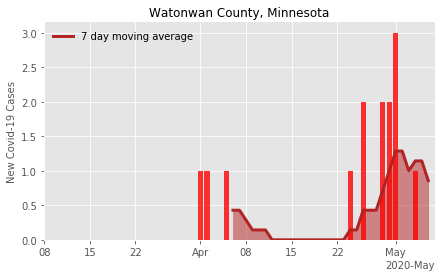 Watonwan County, Minnesota
7 day moving average
New Covid-19 Cases
3.0
2.5
2.0
1.5
1.0
0.5
0.0
08 15 22 Apr 08 15 22 May
2020-May